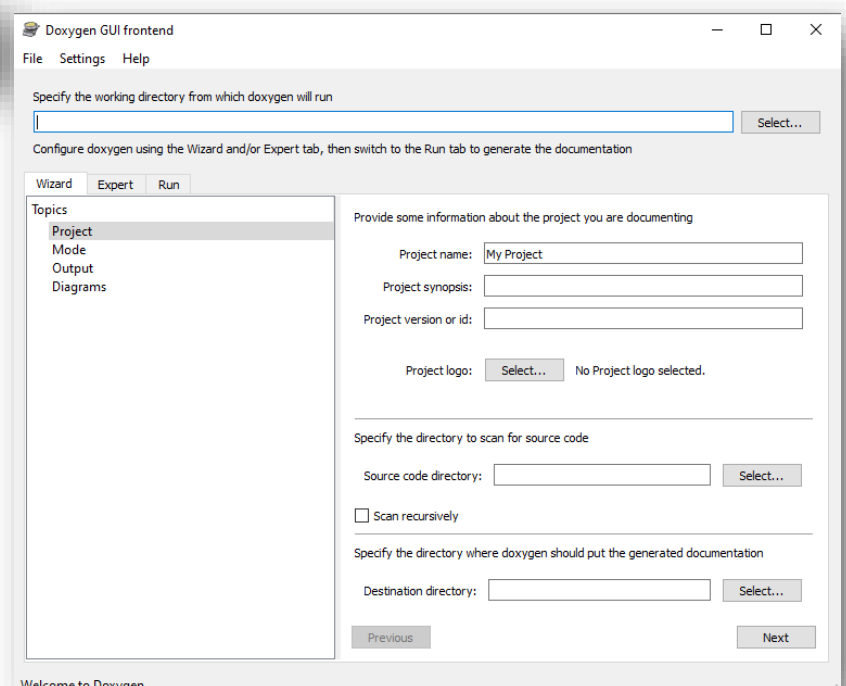 Doxygen GUI frontend
File Settings Help
Specify the working directory from which doxygen will run
Select...
Configure doxygen using the Wizard and/or Expert tab, then switch to the Run tab to generate the documentation
Wizard Expert Run
Topics
Project
Mode
Output
Diagrams
Provide some information about the project you are documenting
Project name: My Project
Project synopsis:
Project version or id:
Project logo: Select... No Project logo selected.
Specify the directory to scan for source code
Source code directory: Select...
Scan recursively
Specify the directory where doxygen should put the generated documentation
Destination directory: Select...
Previous Next
Welcome to Doxygen